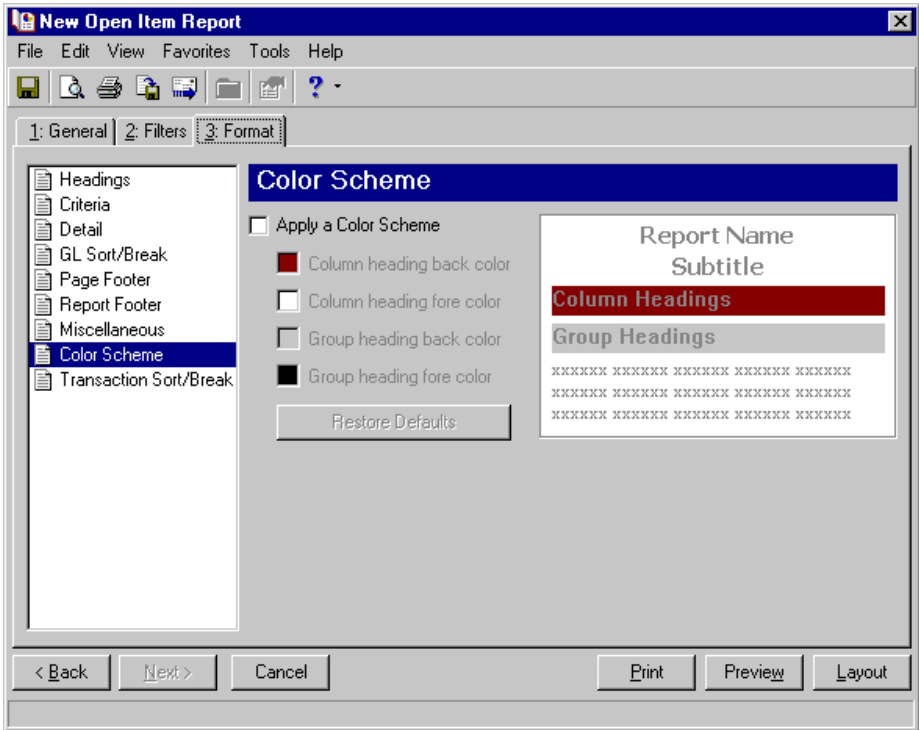 New Open Item Report
File Edit View Favorites Tools Help
?
1: General 2: Filters 3: Format
Headings
Criteria
Detail
GL Sort/Break
Page Footer
Report Footer
Miscellaneous
Color Scheme
Transaction Sort/Break
Color Scheme
Apply a Color Scheme
Column heading back color
Column heading fore color
Group heading back color
Group heading fore color
Restore Defaults
Report Name
Subtitle
Column Headings
Group Headings
xxxxxx xxxxxx xxxxxx xxxxxx xxxxxx
xxxxxx xxxxxx xxxxxx xxxxxx xxxxxx
xxxxxx xxxxxx xxxxxx xxxxxx xxxxxx
< Back Next > Cancel Print Preview Layout